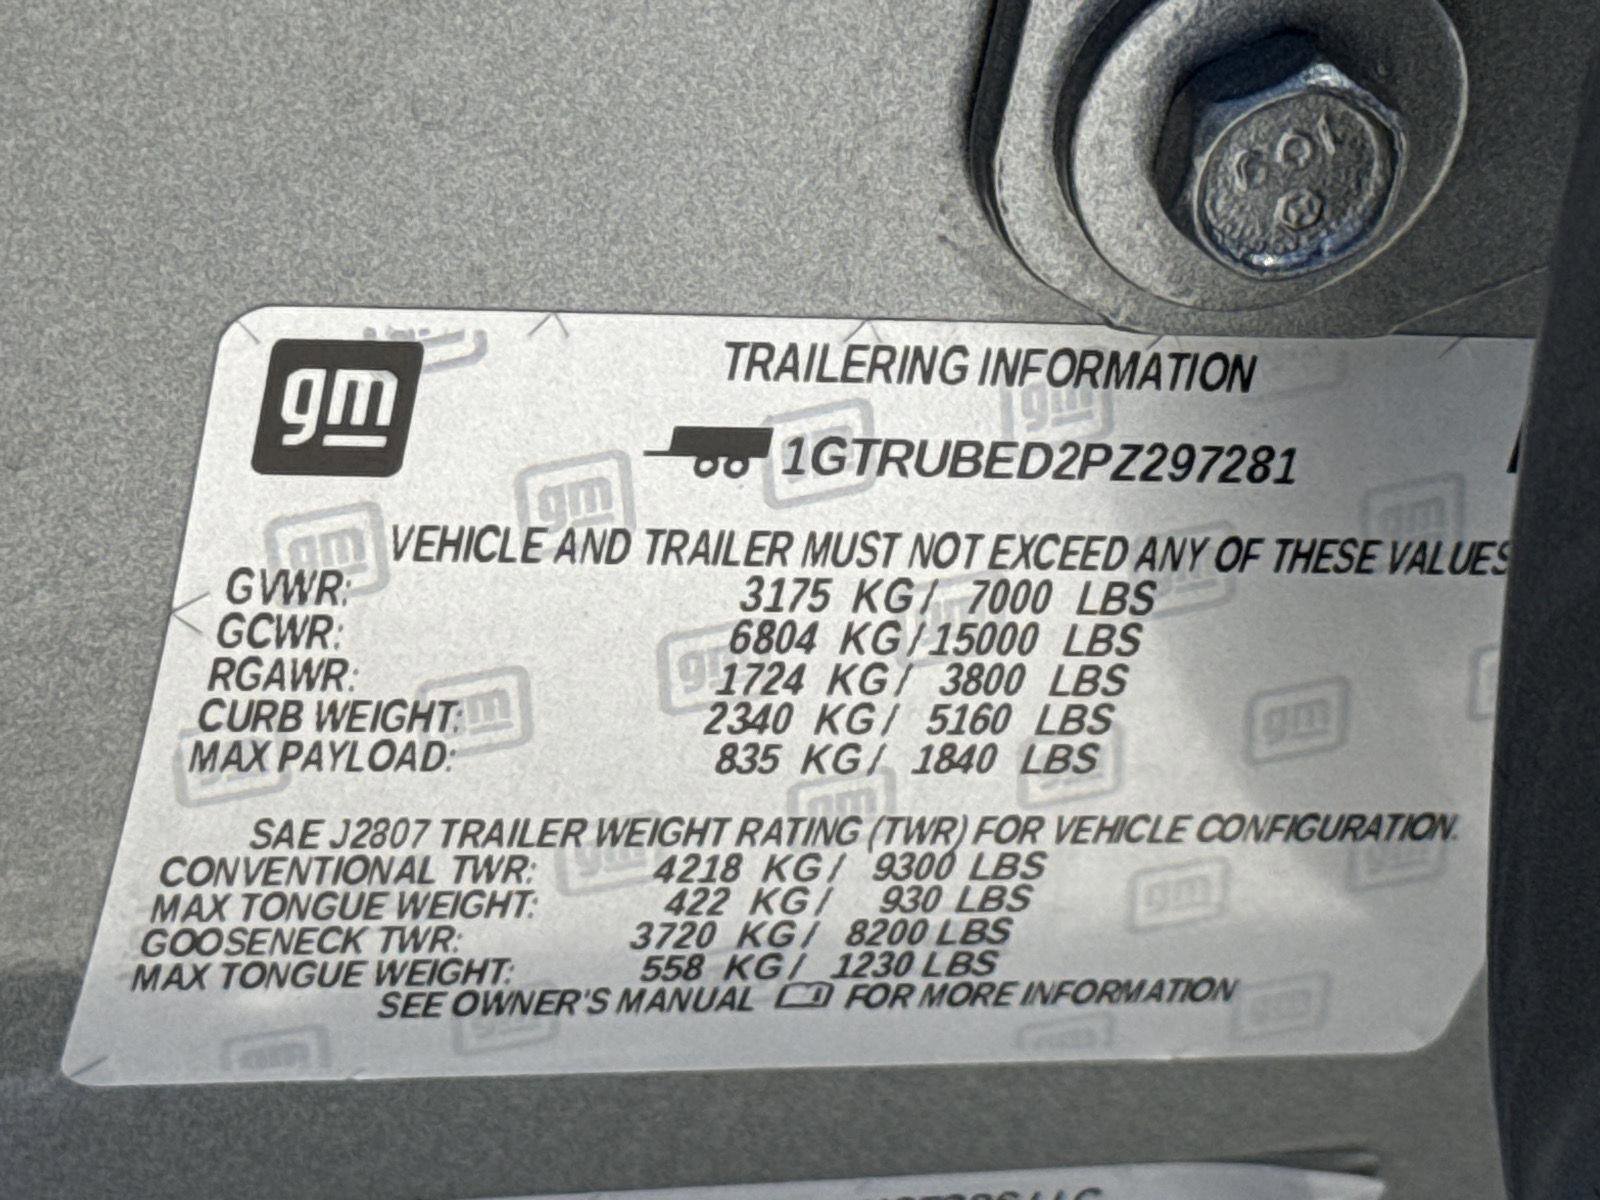 gm
TRAILERING INFORMATION
1GTRUBED2PZ297281
VEHICLE AND TRAILER MUST NOT EXCEED ANY OF THESE VALUES
GVWR: 3175 KG/ 7000 LBS
GCWR: 6804 KG/15000 LBS
RGAWR: 1724 KG/ 3800 LBS
CURB WEIGHT: 2340 KG/ 5160 LBS
MAX PAYLOAD: 835 KG/ 1840 LBS
SAE J2807 TRAILER WEIGHT RATING (TWR) FOR VEHICLE CONFIGURATION.
CONVENTIONAL TWR: 4218 KG/ 9300 LBS
MAX TONGUE WEIGHT: 422 KG/ 930 LBS
GOOSENECK TWR: 3720 KG/ 8200 LBS
MAX TONGUE WEIGHT: 558 KG/ 1230 LBS
SEE OWNER'S MANUAL FOR MORE INFORMATION